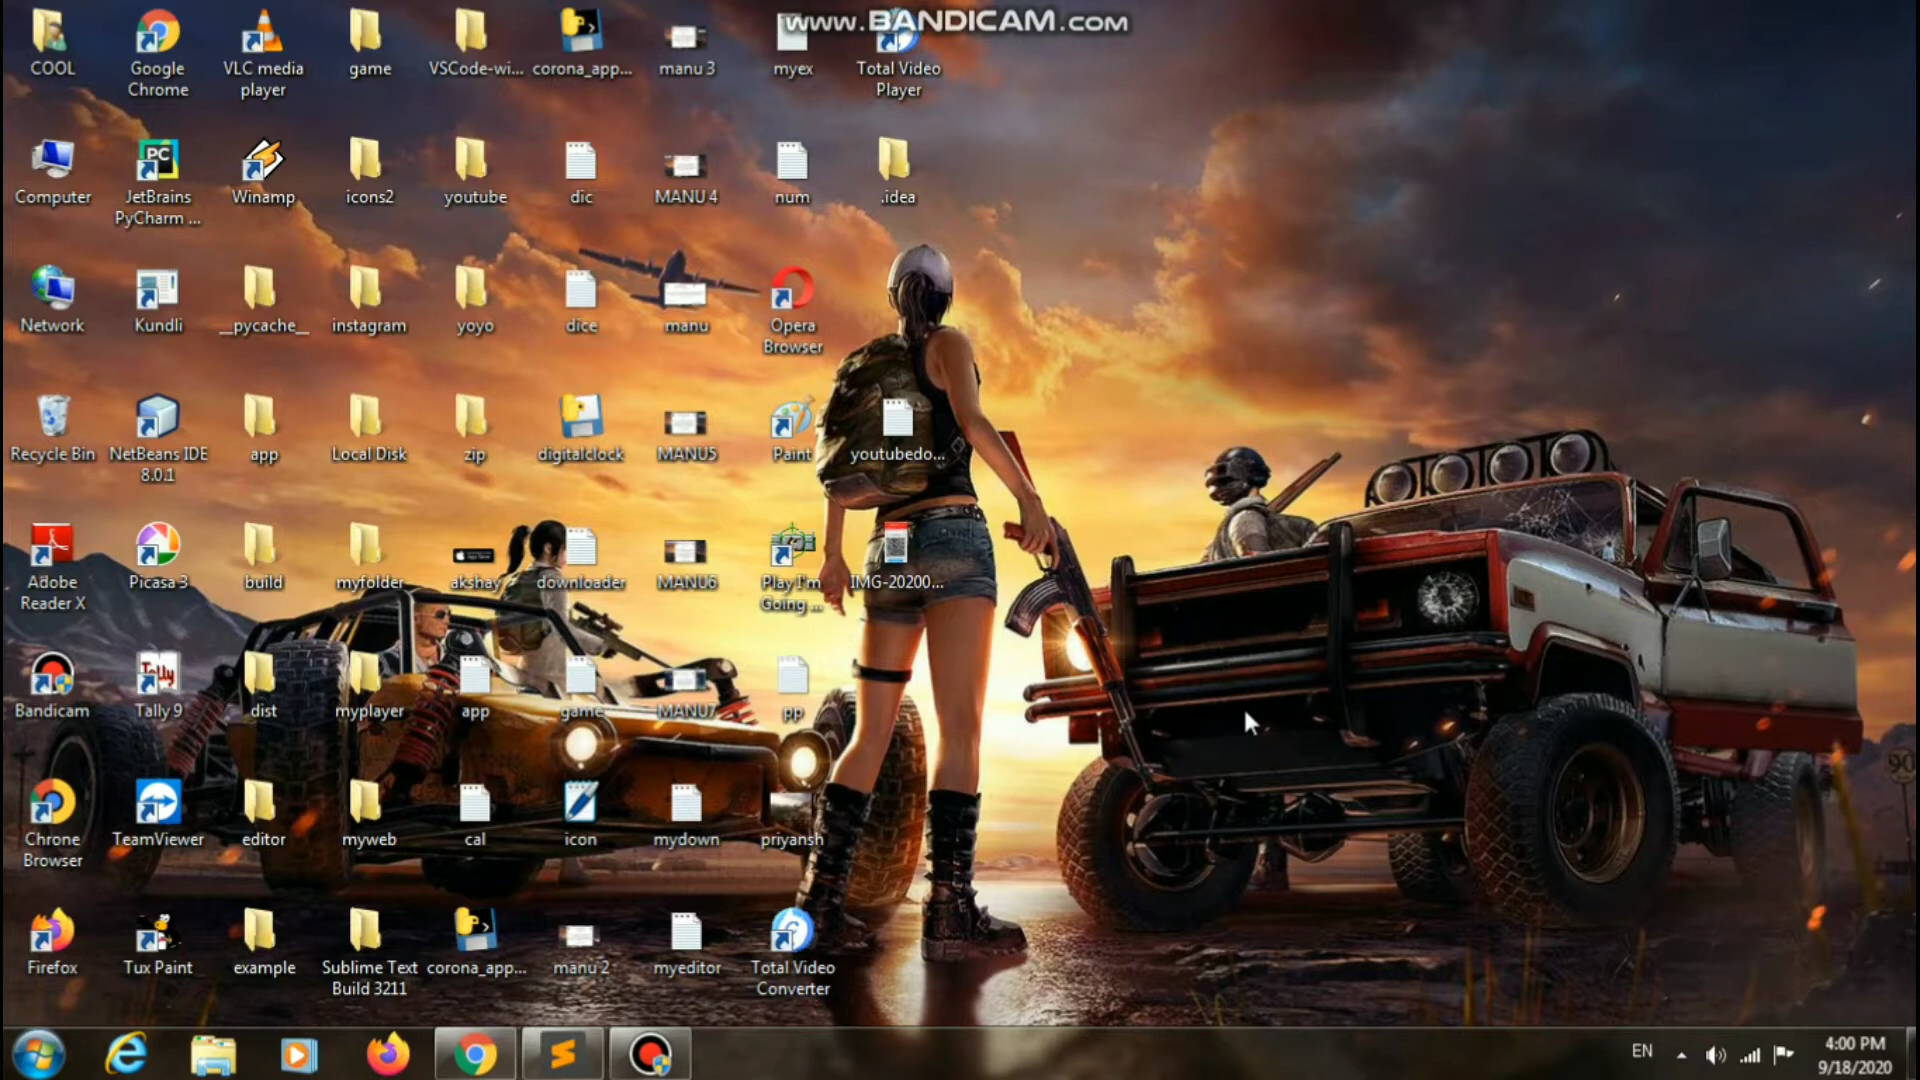 www.BANDICAM.COM
COOL
Google
Chrome
VLC media
player
game
VSCode-wi...
corona_app...
manu 3
myex
Total Video
Player
Computer
PC
JetBrains
PyCharm ...
Winamp
icons2
youtube
dic
MANU 4
num
.idea
Network
Kundli
__pycache__
instagram
yoyo
dice
manu
Opera
Browser
Recycle Bin
NetBeans IDE
8.0.1
app
Local Disk
zip
digitalclock
MANU5
Paint
youtubedo...
Adobe
Reader X
Picasa 3
build
myfolder
akshay
downloader
MANU6
Play I'm
Going ...
IMG-20200...
Bandicam
Tally
Tally 9
dist
myplayer
app
game
MANU7
pp
90
Chrone
Browser
TeamViewer
editor
myweb
cal
icon
mydown
priyansh
Firefox
Tux Paint
example
Sublime Text
Build 3211
corona_app...
manu 2
myeditor
Total Video
Converter
EN
4:00 PM
9/18/2020